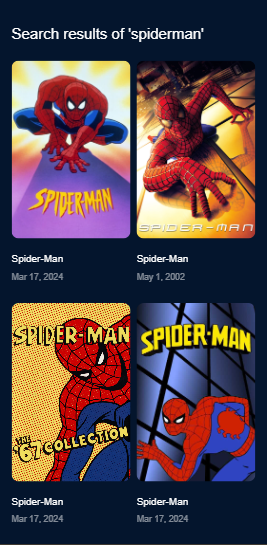 Search results of 'spiderman'
SPIDER-MAN
SPIDER-MAN
Spider-Man
Spider-Man
Mar 17, 2024
May 1, 2002
SPIDER-MAN
THE '67 COLLECTION
SPIDER-MAN
Spider-Man
Spider-Man
Mar 17, 2024
Mar 17, 2024